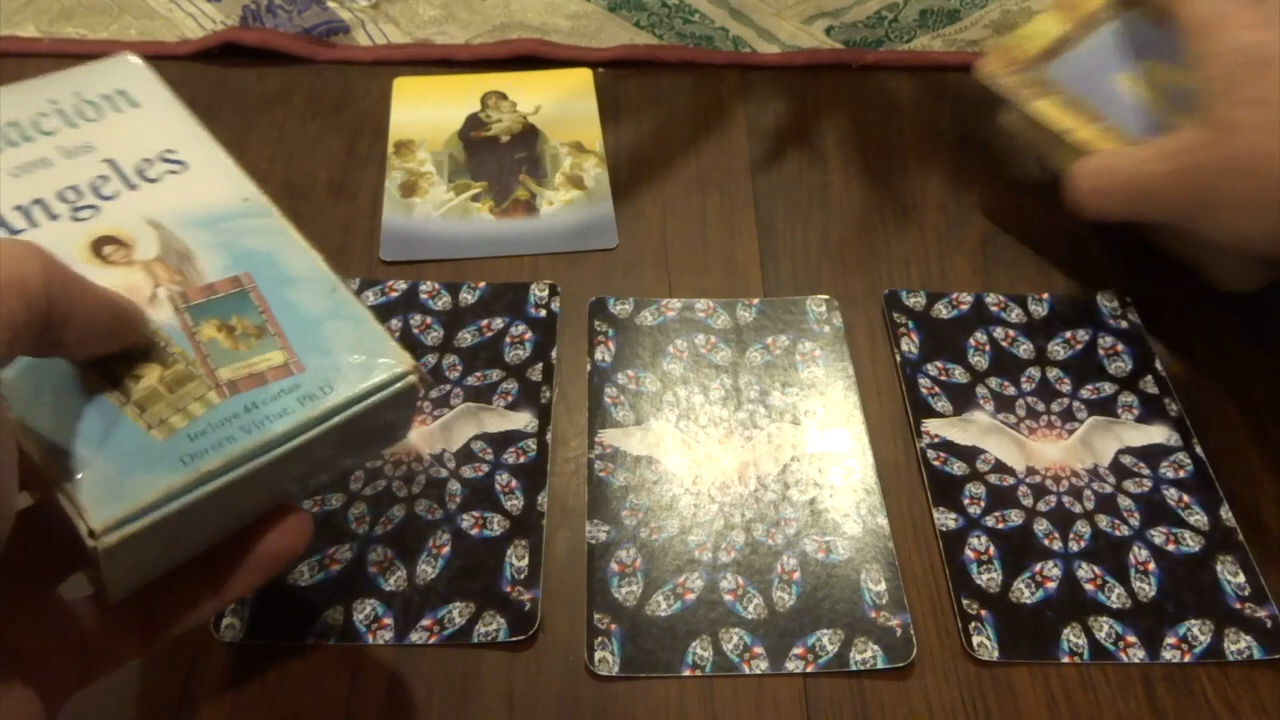 ación
con los
Ángeles
Incluye 44 cartas
Doreen Virtue, Ph.D.